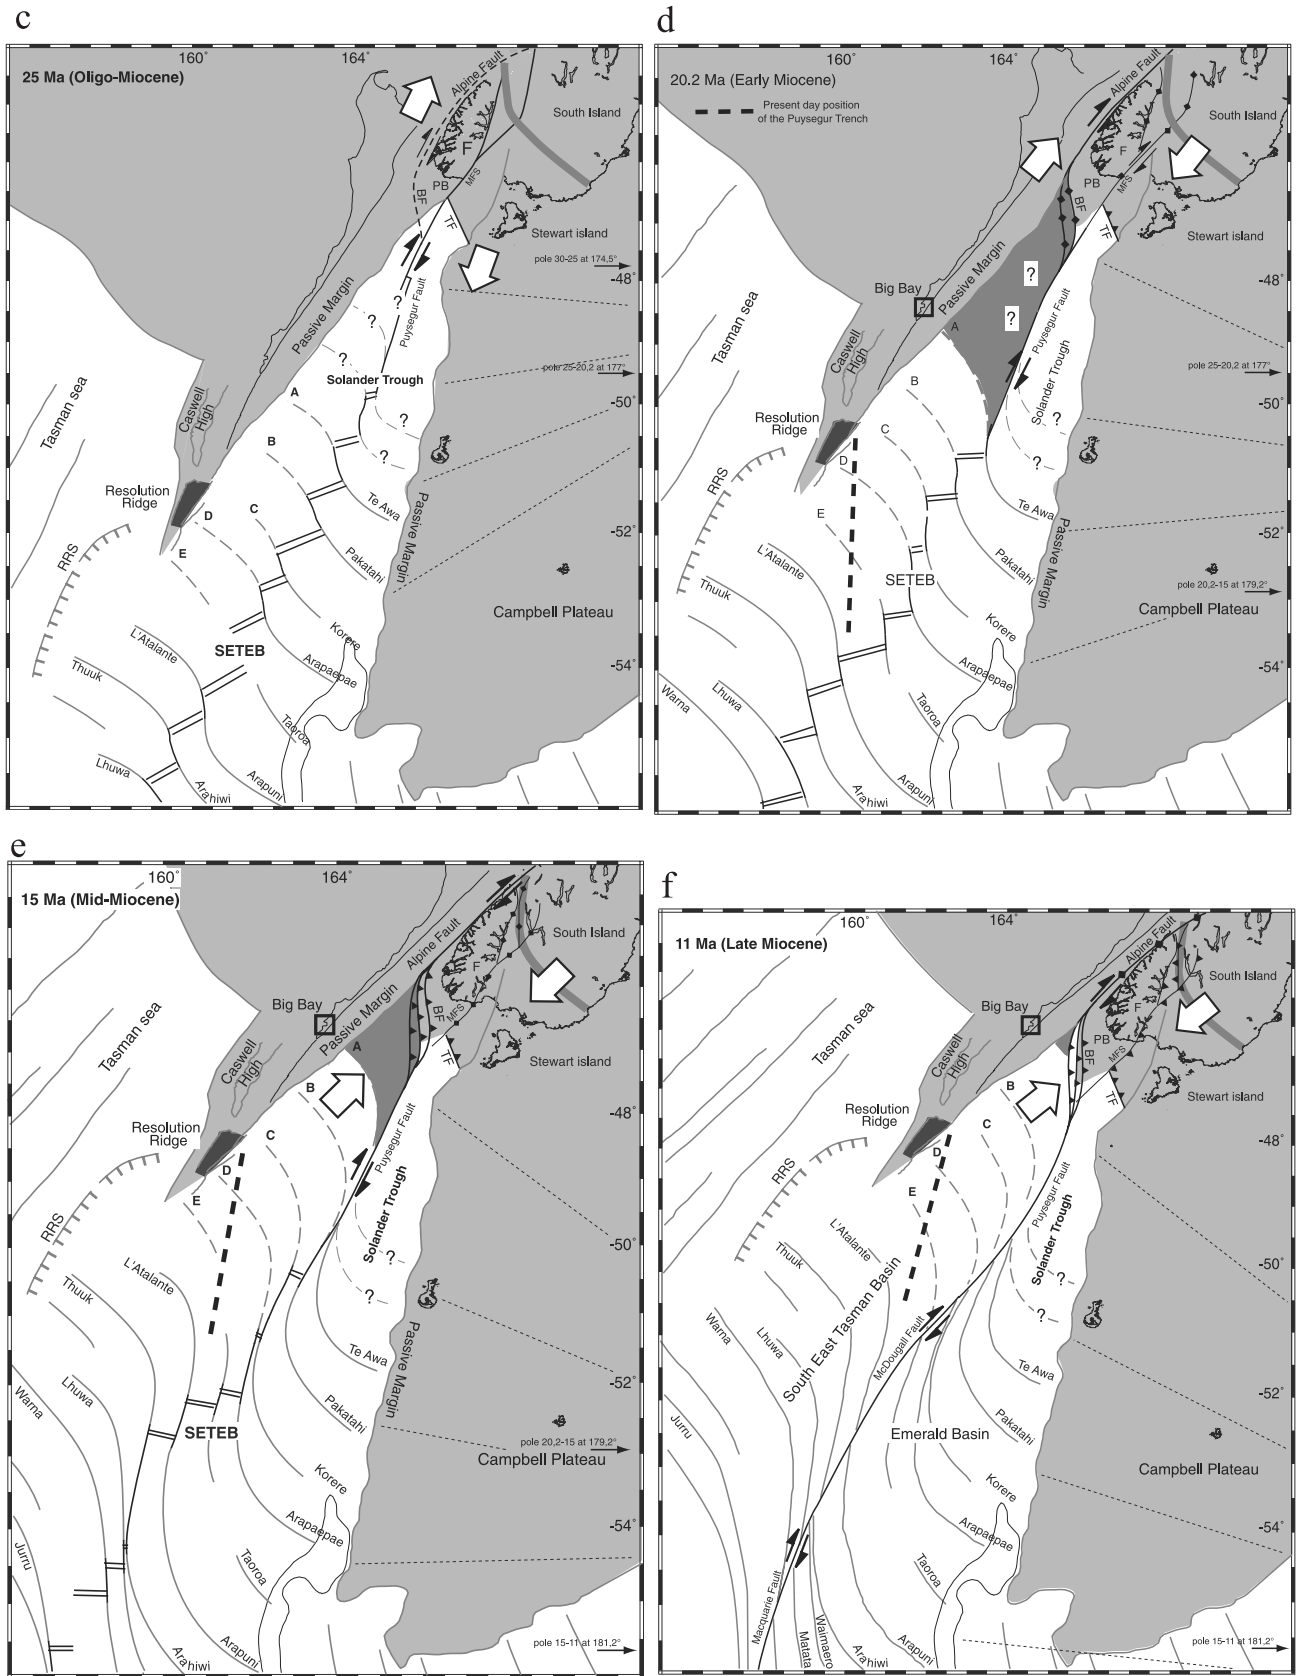 c
160°
164°
25 Ma (Oligo-Miocene)
Alpine Fault
South Island
F
PB
MFS
BF
TF
Stewart island
pole 30-25 at 174,5°
-48°
Passive Margin
?
?
?
Puysegur Fault
Tasman sea
Solander Trough
pole 25-20,2 at 177°
Caswell
High
A
-50°
?
B
?
Resolution
Ridge
D
C
Te Awa
Passive Margin
-52°
RRS
E
Pakatahi
Campbell Plateau
Korere
L'Atalante
SETEB
Arapaepae
-54°
Thuuk
Taoroa
Lhuwa
Ara'hiwi
Arapuni
d
160°
164°
20.2 Ma (Early Miocene)
Present day position
of the Puysegur Trench
Alpine Fault
South Island
F
PB
MFS
BF
TF
Stewart island
-48°
Passive Margin
?
?
Big Bay
Tasman sea
A
Puysegur Fault
Caswell
High
Solander Trough
pole 25-20,2 at 177°
B
-50°
?
Resolution
Ridge
C
D
?
RRS
E
Te Awa
Passive Margin
-52°
L'Atalante
Pakatahi
Thuuk
SETEB
pole 20,2-15 at 179,2°
Campbell Plateau
Korere
Arapaepae
-54°
Warna
Lhuwa
Taoroa
Ara'hiwi
Arapuni
e
160°
164°
15 Ma (Mid-Miocene)
Alpine Fault
South Island
F
Big Bay
Passive Margin
BF
MFS
Tasman sea
A
TF
Stewart island
Caswell
High
B
-48°
Resolution
Ridge
C
Puysegur Fault
D
E
RRS
Solander Trough
?
-50°
L'Atalante
?
Thuuk
Te Awa
Passive Margin
-52°
Lhuwa
Warna
Pakatahi
SETEB
pole 20,2-15 at 179,2°
Campbell Plateau
Korere
Arapaepae
-54°
Jurru
Taoroa
Ara'hiwi
Arapuni
pole 15-11 at 181,2°
f
160°
164°
11 Ma (Late Miocene)
Alpine Fault
South Island
F
Big Bay
PB
BF
MFS
Tasman sea
TF
Stewart island
Caswell
High
B
Resolution
Ridge
C
-48°
D
RRS
E
Puysegur Fault
Solander Trough
L'Atalante
Thuuk
-50°
?
?
South East Tasman Basin
McDougall Fault
Warna
Lhuwa
Te Awa
-52°
Jurru
Emerald Basin
Pakatahi
Campbell Plateau
Korere
Arapaepae
-54°
Taoroa
Macquarie Fault
Matata
Waimaero
Ara'hiwi
Arapuni
pole 15-11 at 181,2°